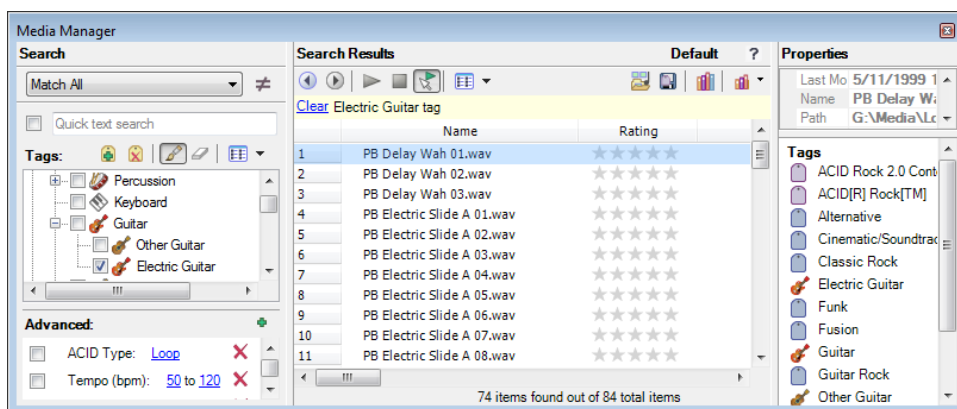 Media Manager
Search
Match All
Quick text search
Tags:
Percussion
Keyboard
Guitar
Other Guitar
Electric Guitar
Advanced:
ACID Type: Loop
Tempo (bpm): 50 to 120
Search Results Default ?
Clear Electric Guitar tag
Name Rating
1 PB Delay Wah 01.wav
2 PB Delay Wah 02.wav
3 PB Delay Wah 03.wav
4 PB Electric Slide A 01.wav
5 PB Electric Slide A 02.wav
6 PB Electric Slide A 03.wav
7 PB Electric Slide A 04.wav
8 PB Electric Slide A 05.wav
9 PB Electric Slide A 06.wav
10 PB Electric Slide A 07.wav
11 PB Electric Slide A 08.wav
74 items found out of 84 total items
Properties
Last Mo 5/11/1999 1
Name PB Delay Wa
Path G:\Media\Lo
Tags
ACID Rock 2.0 Cont
ACID[R] Rock[TM]
Alternative
Cinematic/Soundtrac
Classic Rock
Electric Guitar
Funk
Fusion
Guitar
Guitar Rock
Other Guitar